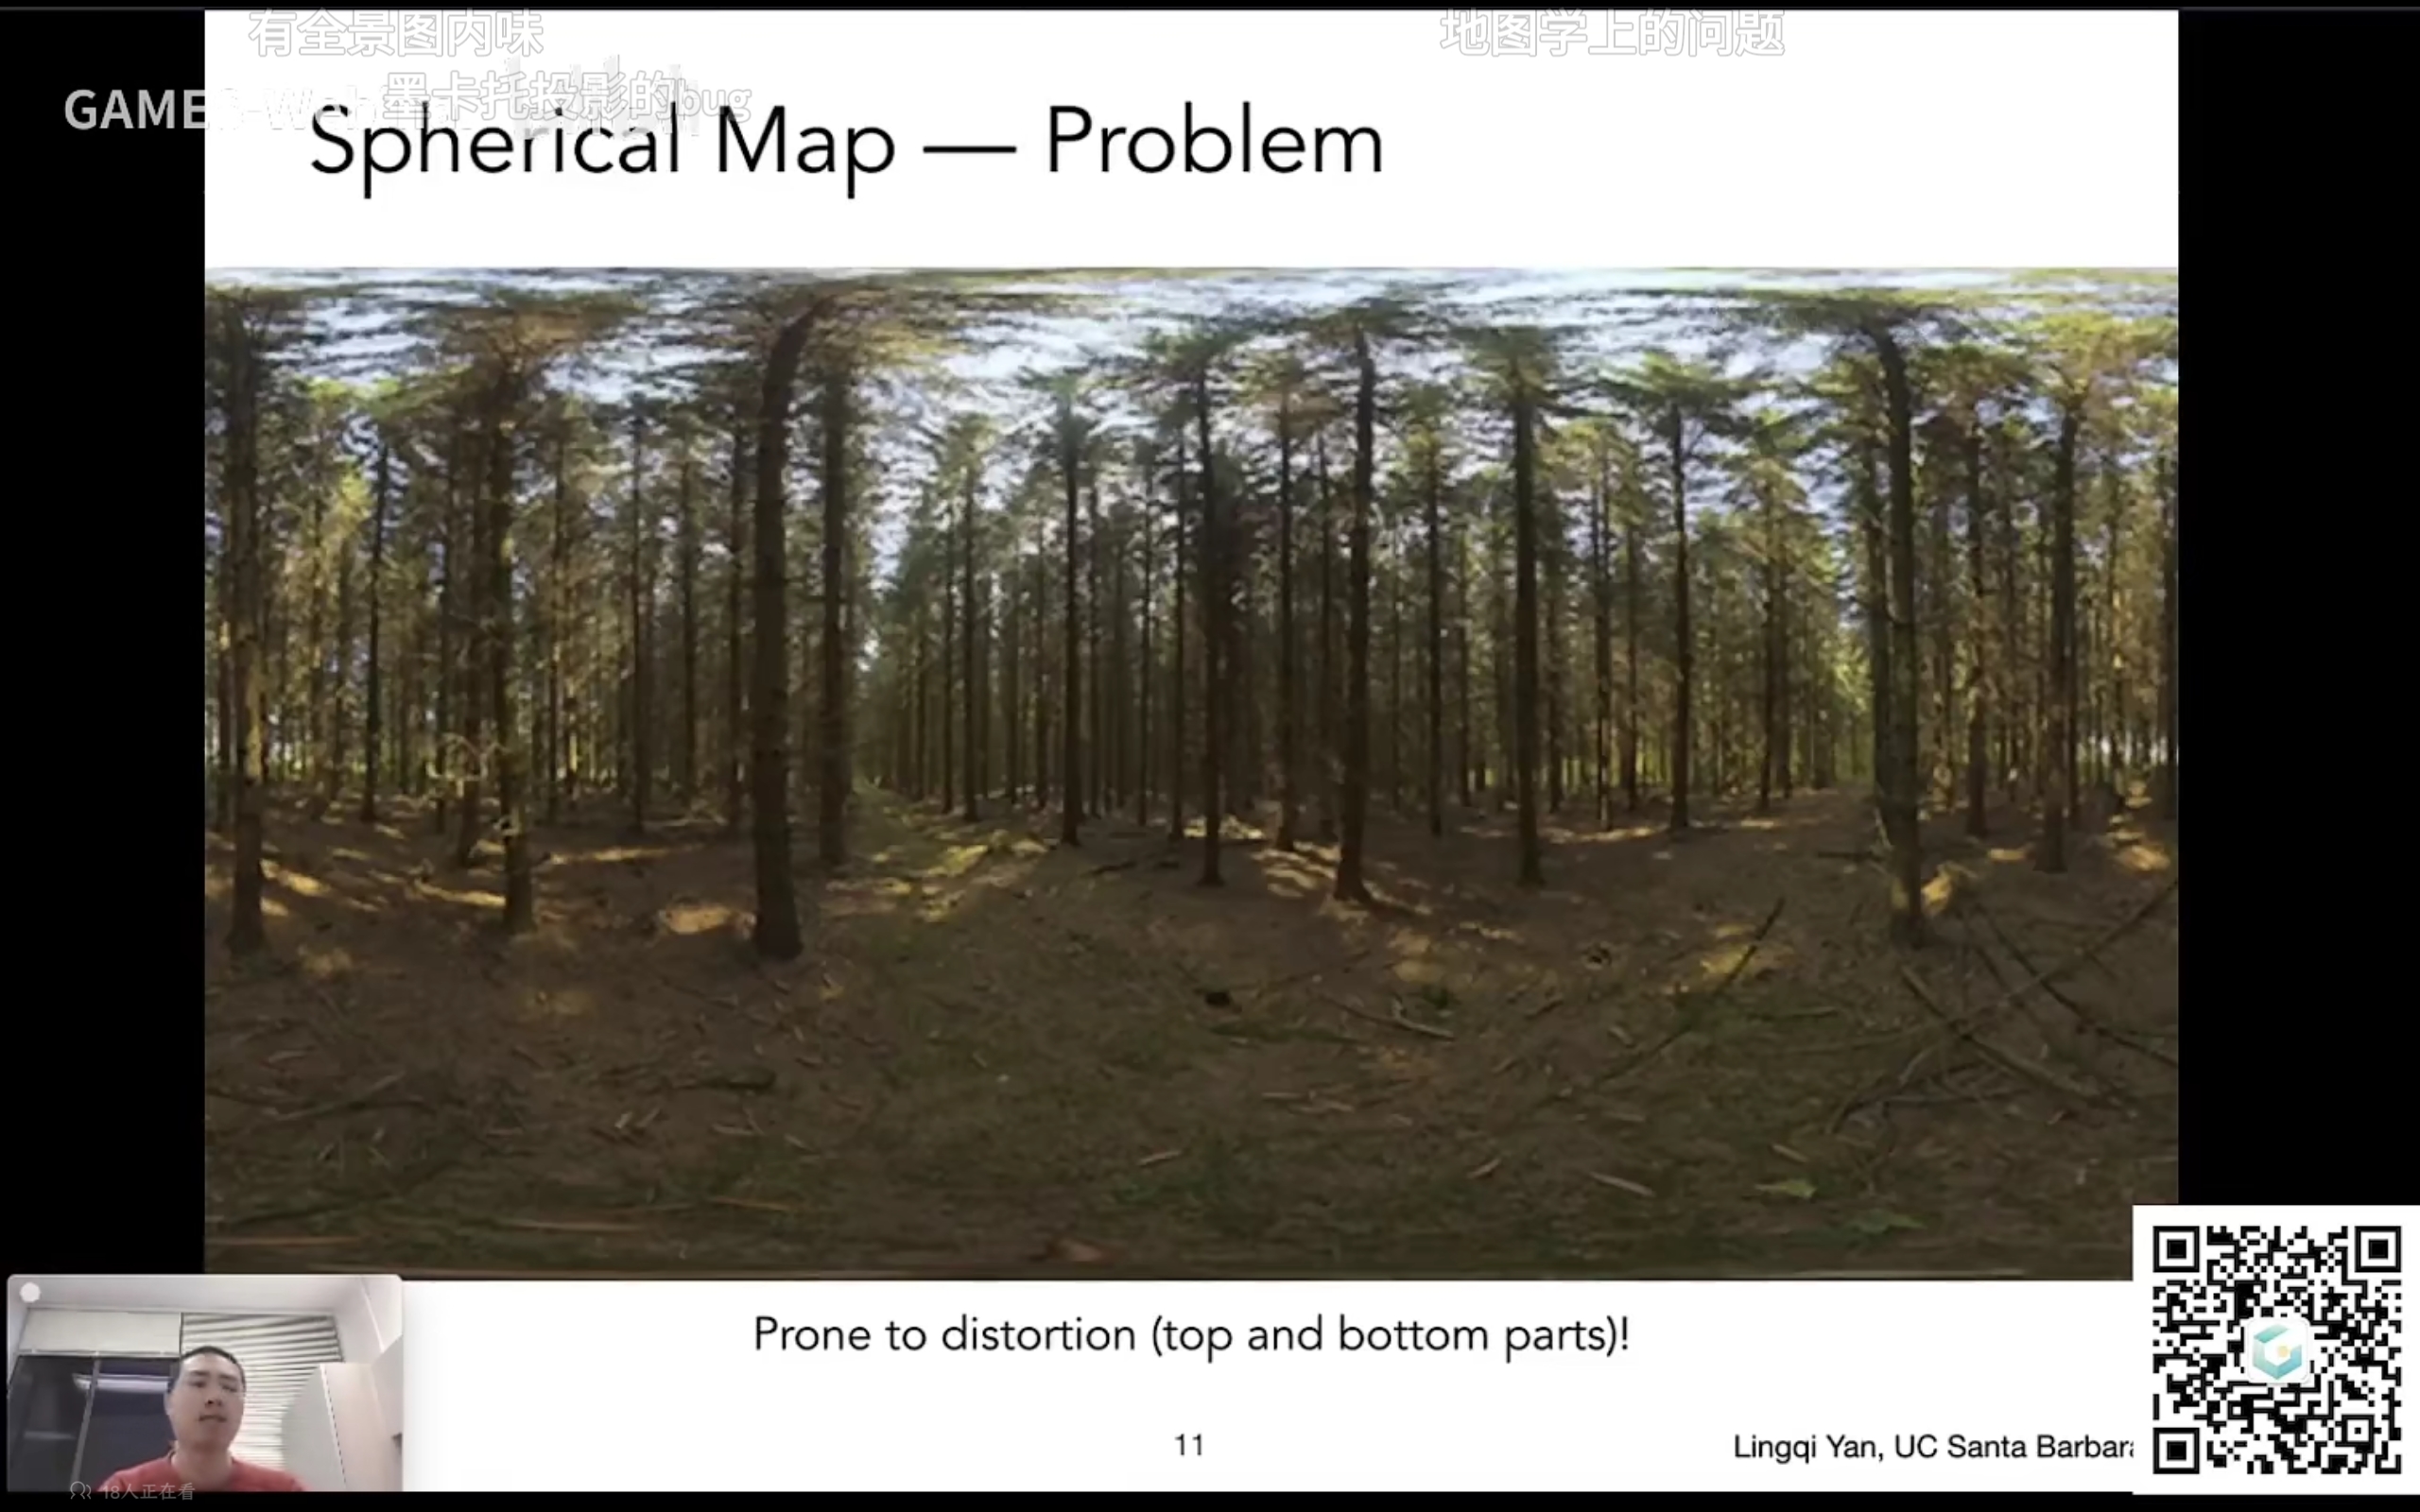 有全景图内味
地图学上的问题
墨卡托投影的bug
GAMES-Web
Spherical Map — Problem
Prone to distortion (top and bottom parts)!
11
Lingqi Yan, UC Santa Barbara
18人正在看